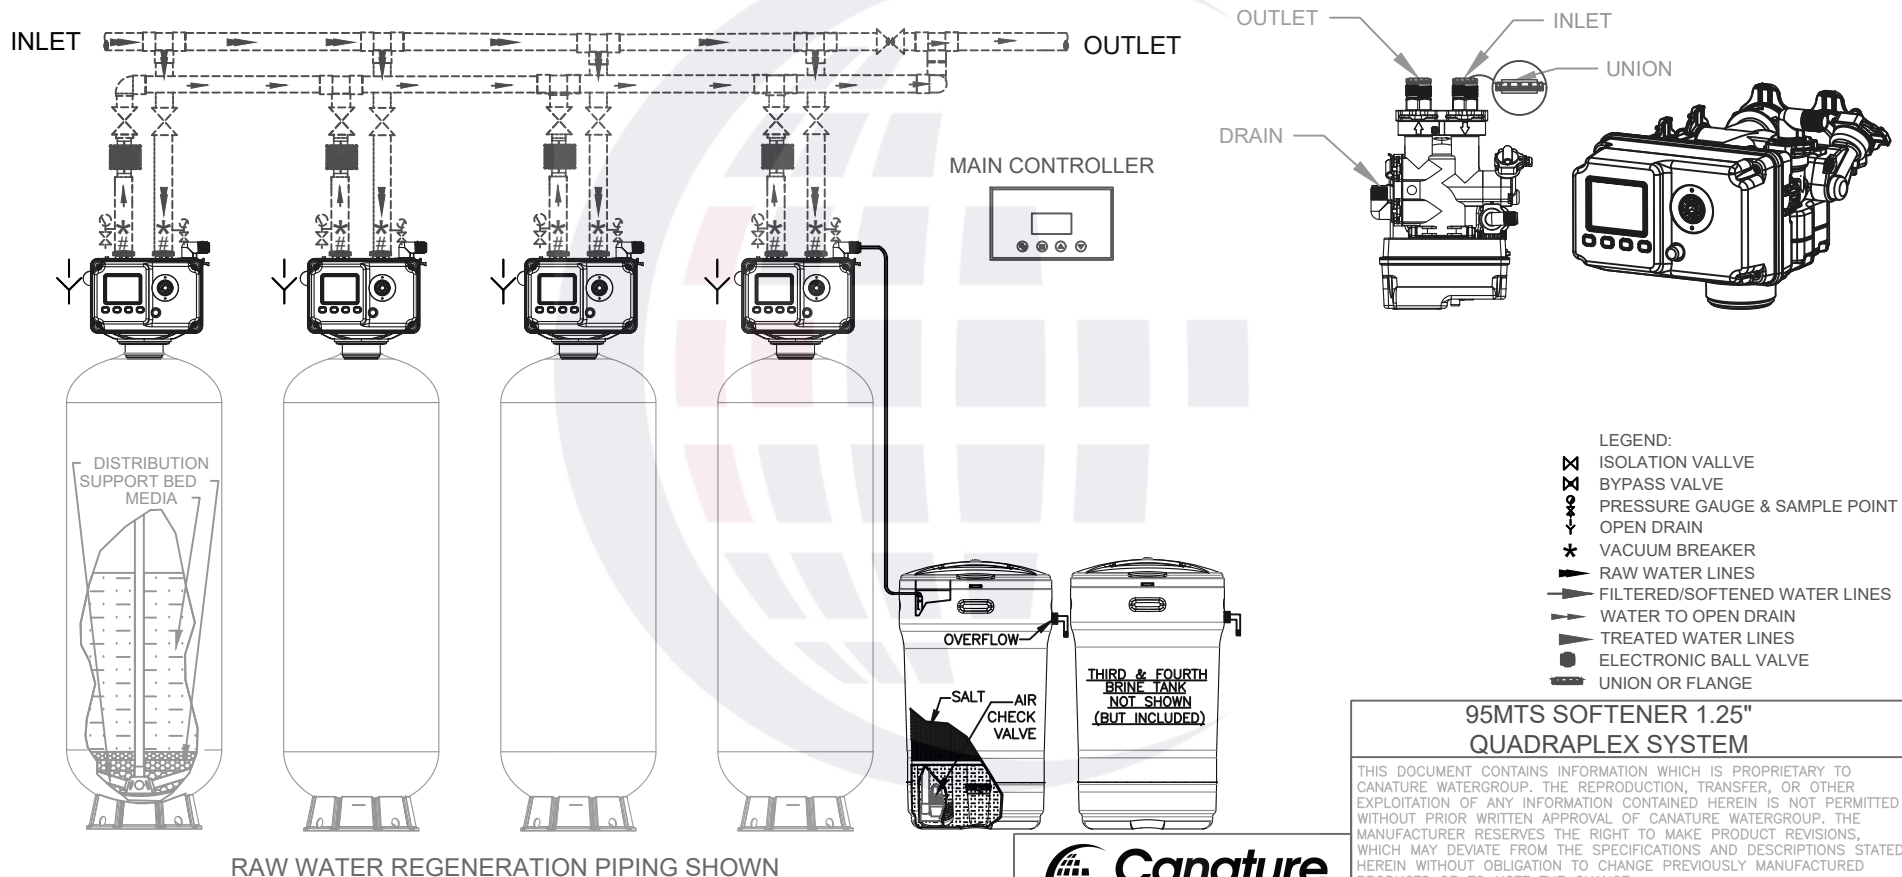 INLET
OUTLET
OUTLET
INLET
UNION
DRAIN
MAIN CONTROLLER
DISTRIBUTION
SUPPORT BED
MEDIA
OVERFLOW
SALT
AIR
CHECK
VALVE
THIRD & FOURTH
BRINE TANK
NOT SHOWN
(BUT INCLUDED)
LEGEND:
ISOLATION VALLVE
BYPASS VALVE
PRESSURE GAUGE & SAMPLE POINT
OPEN DRAIN
VACUUM BREAKER
RAW WATER LINES
FILTERED/SOFTENED WATER LINES
WATER TO OPEN DRAIN
TREATED WATER LINES
ELECTRONIC BALL VALVE
UNION OR FLANGE
95MTS SOFTENER 1.25"
QUADRAPLEX SYSTEM
THIS DOCUMENT CONTAINS INFORMATION WHICH IS PROPRIETARY TO
CANATURE WATERGROUP. THE REPRODUCTION, TRANSFER, OR OTHER
EXPLOITATION OF ANY INFORMATION CONTAINED HEREIN IS NOT PERMITTED
WITHOUT PRIOR WRITTEN APPROVAL OF CANATURE WATERGROUP. THE
MANUFACTURER RESERVES THE RIGHT TO MAKE PRODUCT REVISIONS,
WHICH MAY DEVIATE FROM THE SPECIFICATIONS AND DESCRIPTIONS STATED
HEREIN WITHOUT OBLIGATION TO CHANGE PREVIOUSLY MANUFACTURED
RAW WATER REGENERATION PIPING SHOWN
Canature